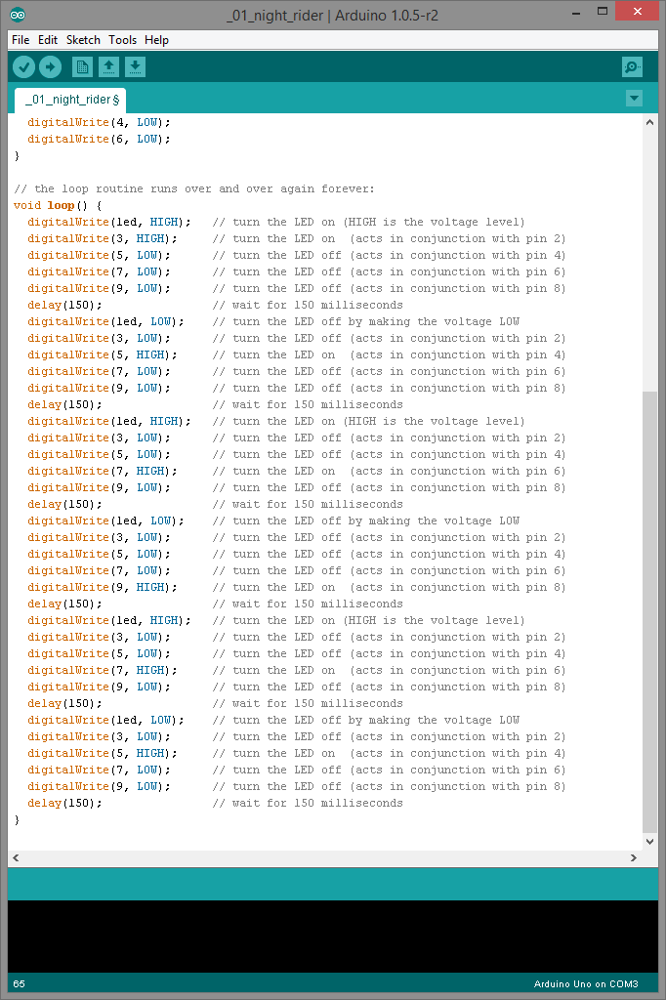 _01_night_rider | Arduino 1.0.5-r2
File Edit Sketch Tools Help
_01_night_rider §
  digitalWrite(4, LOW);
  digitalWrite(6, LOW);
}

// the loop routine runs over and over again forever:
void loop() {
  digitalWrite(led, HIGH);   // turn the LED on (HIGH is the voltage level)
  digitalWrite(3, HIGH);     // turn the LED on  (acts in conjunction with pin 2)
  digitalWrite(5, LOW);      // turn the LED off (acts in conjunction with pin 4)
  digitalWrite(7, LOW);      // turn the LED off (acts in conjunction with pin 6)
  digitalWrite(9, LOW);      // turn the LED off (acts in conjunction with pin 8)
  delay(150);                // wait for 150 milliseconds
  digitalWrite(led, LOW);    // turn the LED off by making the voltage LOW
  digitalWrite(3, LOW);      // turn the LED off (acts in conjunction with pin 2)
  digitalWrite(5, HIGH);     // turn the LED on  (acts in conjunction with pin 4)
  digitalWrite(7, LOW);      // turn the LED off (acts in conjunction with pin 6)
  digitalWrite(9, LOW);      // turn the LED off (acts in conjunction with pin 8)
  delay(150);                // wait for 150 milliseconds
  digitalWrite(led, HIGH);   // turn the LED on (HIGH is the voltage level)
  digitalWrite(3, LOW);      // turn the LED off (acts in conjunction with pin 2)
  digitalWrite(5, LOW);      // turn the LED off (acts in conjunction with pin 4)
  digitalWrite(7, HIGH);     // turn the LED on  (acts in conjunction with pin 6)
  digitalWrite(9, LOW);      // turn the LED off (acts in conjunction with pin 8)
  delay(150);                // wait for 150 milliseconds
  digitalWrite(led, LOW);    // turn the LED off by making the voltage LOW
  digitalWrite(3, LOW);      // turn the LED off (acts in conjunction with pin 2)
  digitalWrite(5, LOW);      // turn the LED off (acts in conjunction with pin 4)
  digitalWrite(7, LOW);      // turn the LED off (acts in conjunction with pin 6)
  digitalWrite(9, HIGH);     // turn the LED on  (acts in conjunction with pin 8)
  delay(150);                // wait for 150 milliseconds
  digitalWrite(led, HIGH);   // turn the LED on (HIGH is the voltage level)
  digitalWrite(3, LOW);      // turn the LED off (acts in conjunction with pin 2)
  digitalWrite(5, LOW);      // turn the LED off (acts in conjunction with pin 4)
  digitalWrite(7, HIGH);     // turn the LED on  (acts in conjunction with pin 6)
  digitalWrite(9, LOW);      // turn the LED off (acts in conjunction with pin 8)
  delay(150);                // wait for 150 milliseconds
  digitalWrite(led, LOW);    // turn the LED off by making the voltage LOW
  digitalWrite(3, LOW);      // turn the LED off (acts in conjunction with pin 2)
  digitalWrite(5, HIGH);     // turn the LED on  (acts in conjunction with pin 4)
  digitalWrite(7, LOW);      // turn the LED off (acts in conjunction with pin 6)
  digitalWrite(9, LOW);      // turn the LED off (acts in conjunction with pin 8)
  delay(150);                // wait for 150 milliseconds
}
65
Arduino Uno on COM3